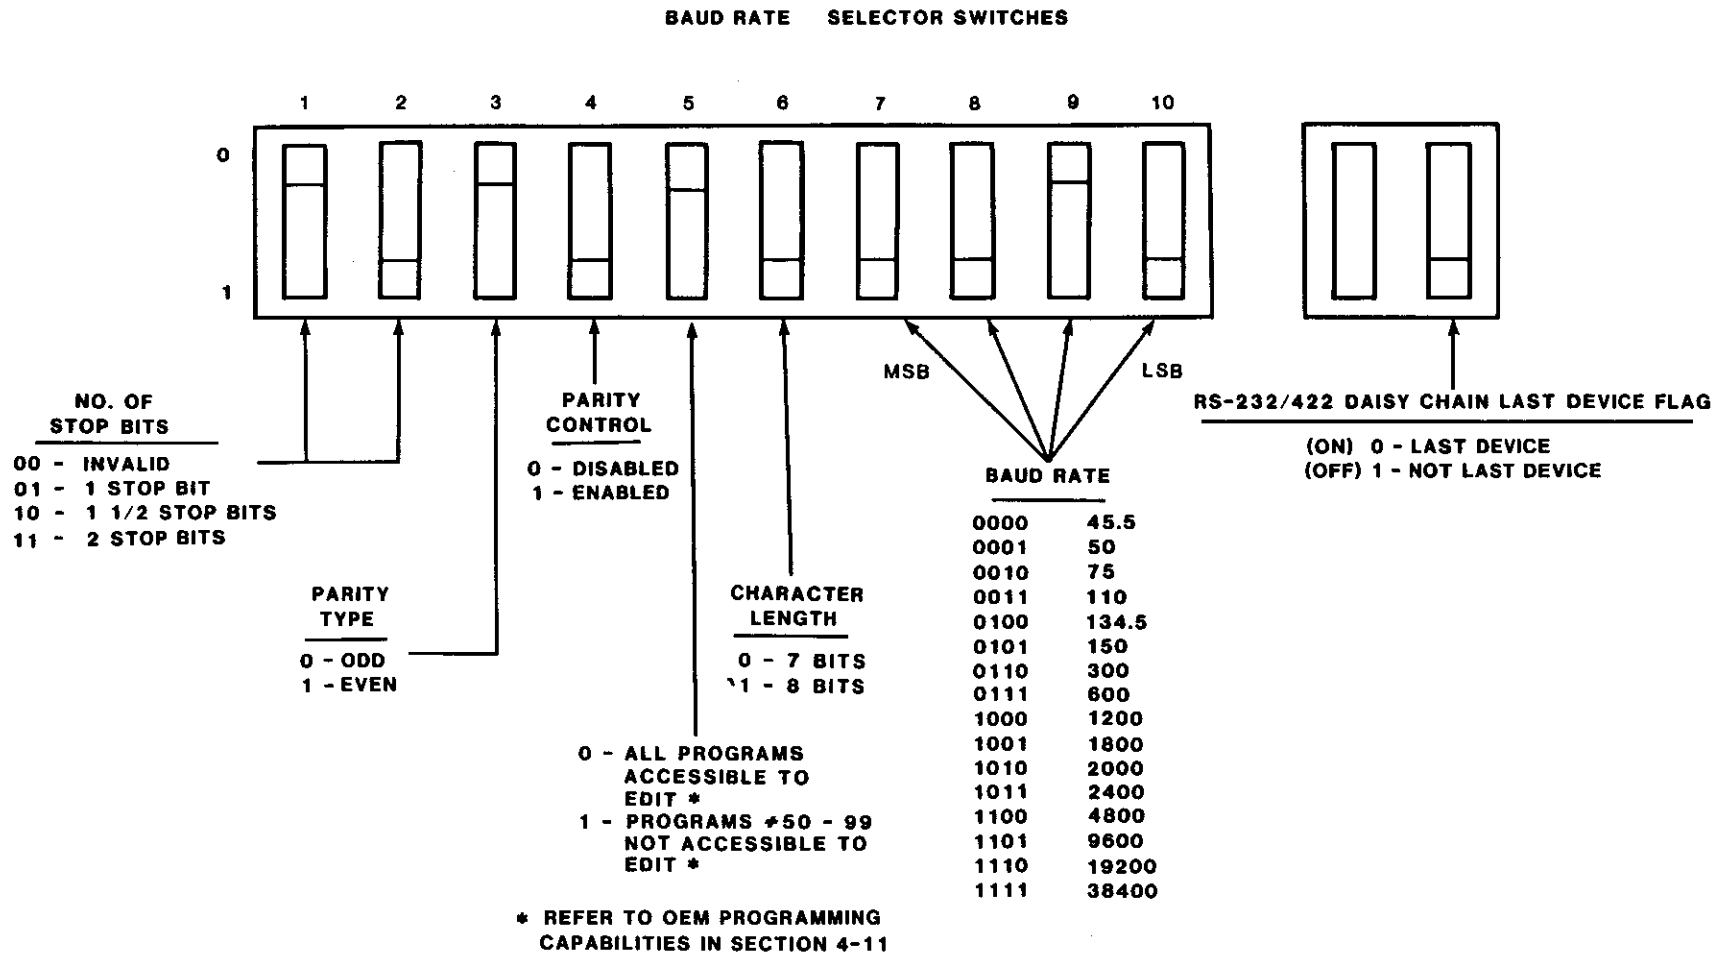 BAUD RATE SELECTOR SWITCHES
1 2 3 4 5 6 7 8 9 10
0
1
MSB
LSB
NO. OF
STOP BITS
00 - INVALID
01 - 1 STOP BIT
10 - 1 1/2 STOP BITS
11 - 2 STOP BITS
PARITY
TYPE
0 - ODD
1 - EVEN
PARITY
CONTROL
0 - DISABLED
1 - ENABLED
0 - ALL PROGRAMS
ACCESSIBLE TO
EDIT *
1 - PROGRAMS #50 - 99
NOT ACCESSIBLE TO
EDIT *
CHARACTER
LENGTH
0 - 7 BITS
1 - 8 BITS
BAUD RATE
0000 45.5
0001 50
0010 75
0011 110
0100 134.5
0101 150
0110 300
0111 600
1000 1200
1001 1800
1010 2000
1011 2400
1100 4800
1101 9600
1110 19200
1111 38400
RS-232/422 DAISY CHAIN LAST DEVICE FLAG
(ON) 0 - LAST DEVICE
(OFF) 1 - NOT LAST DEVICE
* REFER TO OEM PROGRAMMING
CAPABILITIES IN SECTION 4-11